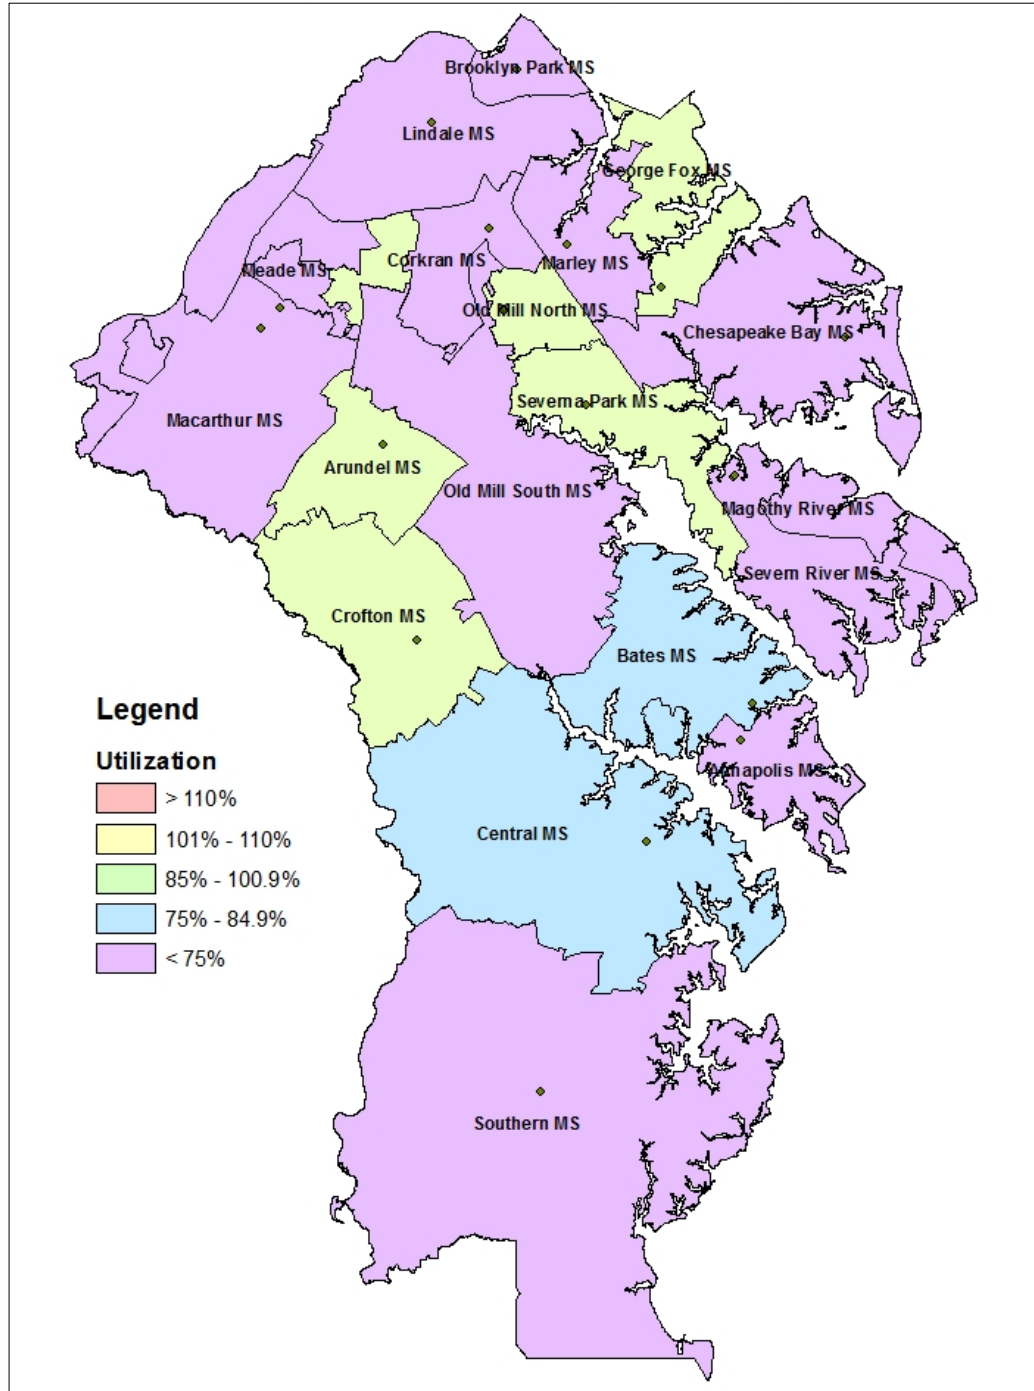 Brooklyn Park MS
Lindale MS
George Fox MS
Corkran MS
Marley MS
Meade MS
Old Mill North MS
Chesapeake Bay MS
Severna Park MS
Macarthur MS
Arundel MS
Old Mill South MS
Magothy River MS
Severn River MS
Crofton MS
Bates MS
Legend
Utilization
> 110%
101% - 110%
85% - 100.9%
75% - 84.9%
< 75%
Annapolis MS
Central MS
Southern MS